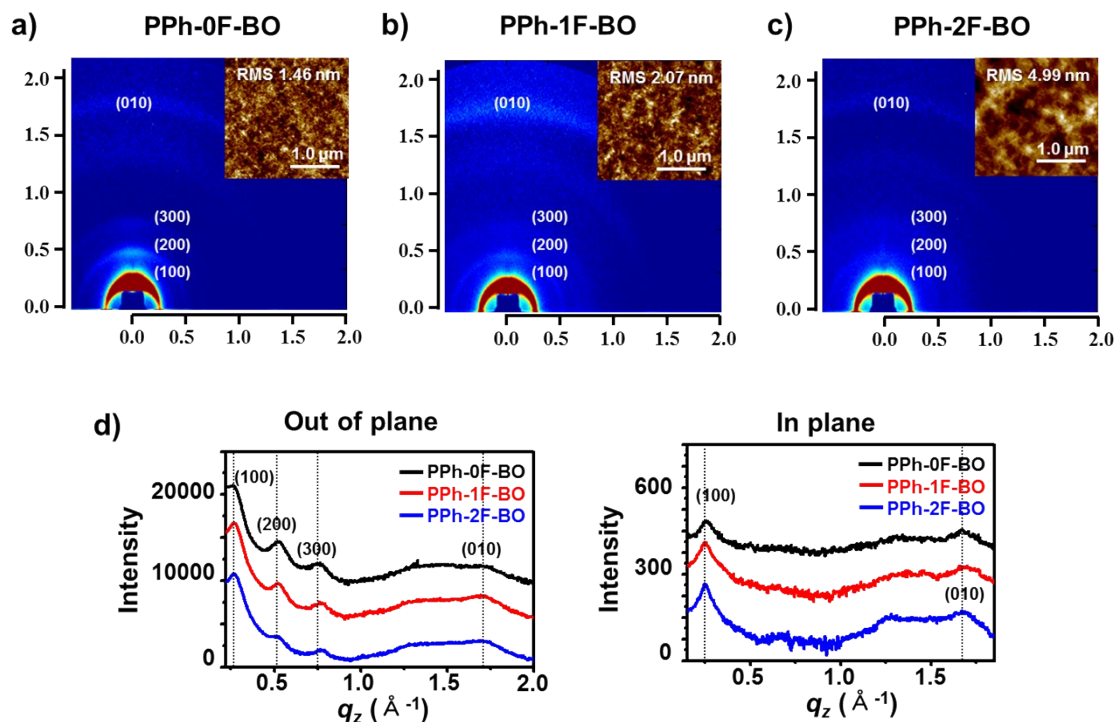 a) PPh-0F-BO
2.0
1.5
1.0
0.5
0.0
0.0 0.5 1.0 1.5 2.0
(010)
(300)
(200)
(100)
RMS 1.46 nm
1.0 μm
b) PPh-1F-BO
2.0
1.5
1.0
0.5
0.0
0.0 0.5 1.0 1.5 2.0
(010)
(300)
(200)
(100)
RMS 2.07 nm
1.0 μm
c) PPh-2F-BO
2.0
1.5
1.0
0.5
0.0
0.0 0.5 1.0 1.5 2.0
(010)
(300)
(200)
(100)
RMS 4.99 nm
1.0 μm
d) Out of plane
Intensity
20000
10000
0
(100)
(200)
(300)
(010)
PPh-0F-BO
PPh-1F-BO
PPh-2F-BO
0.5 1.0 1.5 2.0
qz ( Å -1)
In plane
Intensity
600
300
0
(100)
(010)
PPh-0F-BO
PPh-1F-BO
PPh-2F-BO
0.5 1.0 1.5
qz ( Å -1)